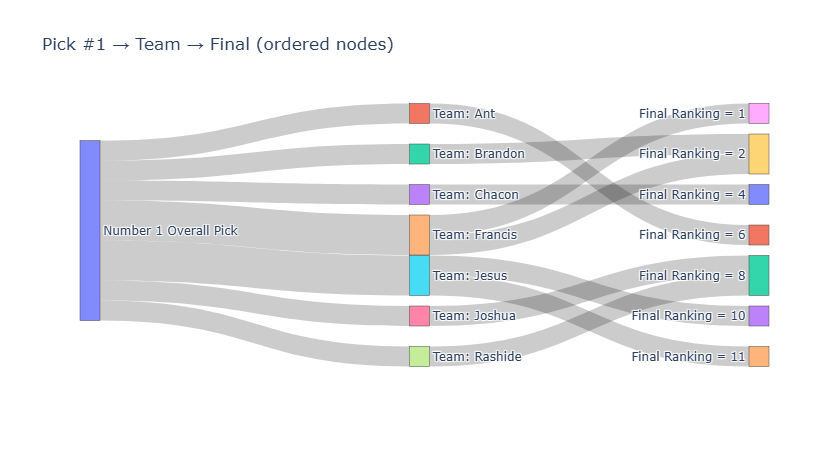 Pick #1 → Team → Final (ordered nodes)
Team: Ant
Final Ranking = 1
Team: Brandon
Final Ranking = 2
Team: Chacon
Final Ranking = 4
Number 1 Overall Pick
Team: Francis
Final Ranking = 6
Team: Jesus
Final Ranking = 8
Team: Joshua
Final Ranking = 10
Team: Rashide
Final Ranking = 11